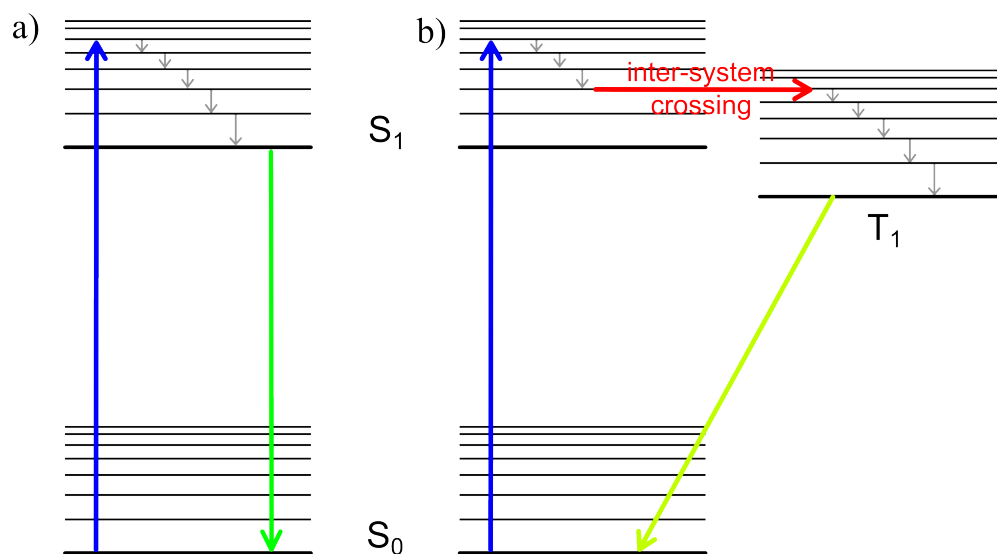 a)
b)
inter-system
crossing
S₁
T₁
S₀